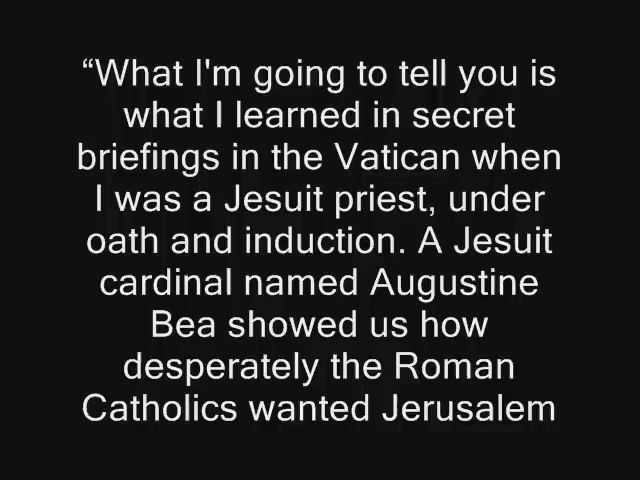 “What I'm going to tell you is
what I learned in secret
briefings in the Vatican when
I was a Jesuit priest, under
oath and induction. A Jesuit
cardinal named Augustine
Bea showed us how
desperately the Roman
Catholics wanted Jerusalem